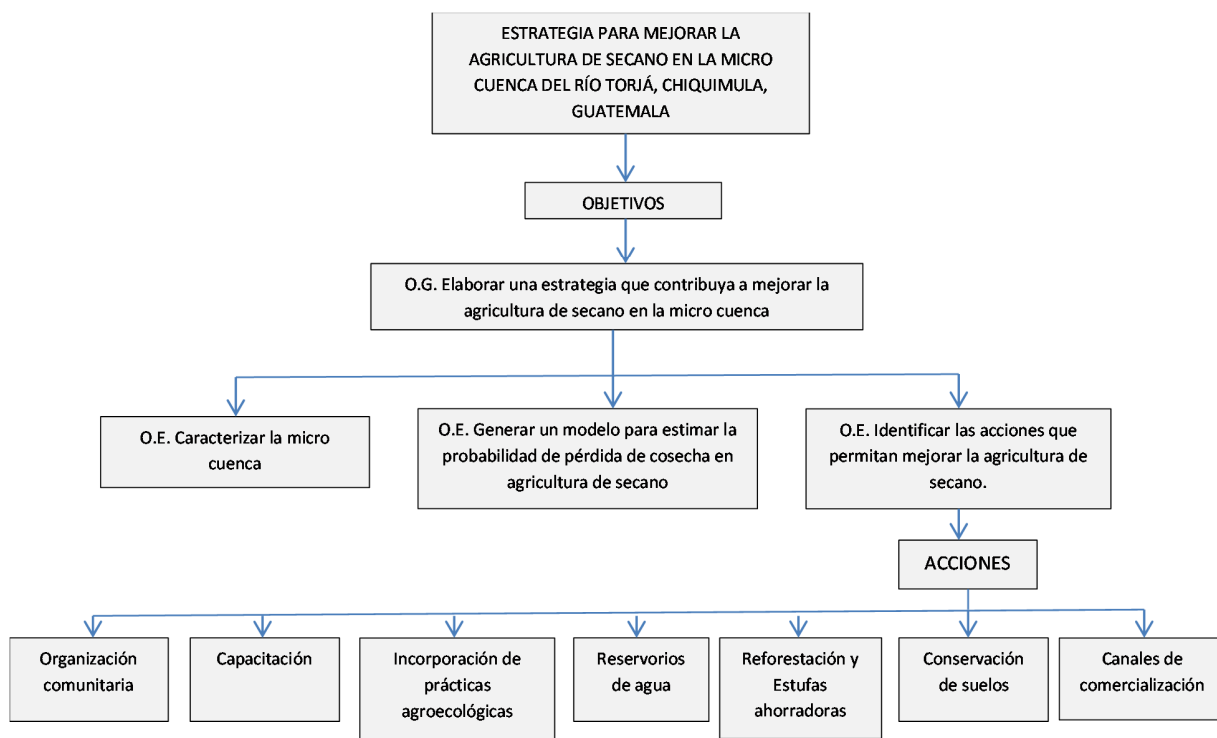 ESTRATEGIA PARA MEJORAR LA
AGRICULTURA DE SECANO EN LA MICRO
CUENCA DEL RÍO TORJÁ, CHIQUIMULA,
GUATEMALA
OBJETIVOS
O.G. Elaborar una estrategia que contribuya a mejorar la
agricultura de secano en la micro cuenca
O.E. Caracterizar la micro
cuenca
O.E. Generar un modelo para estimar la
probabilidad de pérdida de cosecha en
agricultura de secano
O.E. Identificar las acciones que
permitan mejorar la agricultura de
secano.
ACCIONES
Organización
comunitaria
Capacitación
Incorporación de
prácticas
agroecológicas
Reservorios
de agua
Reforestación y
Estufas
ahorradoras
Conservación
de suelos
Canales de
comercialización